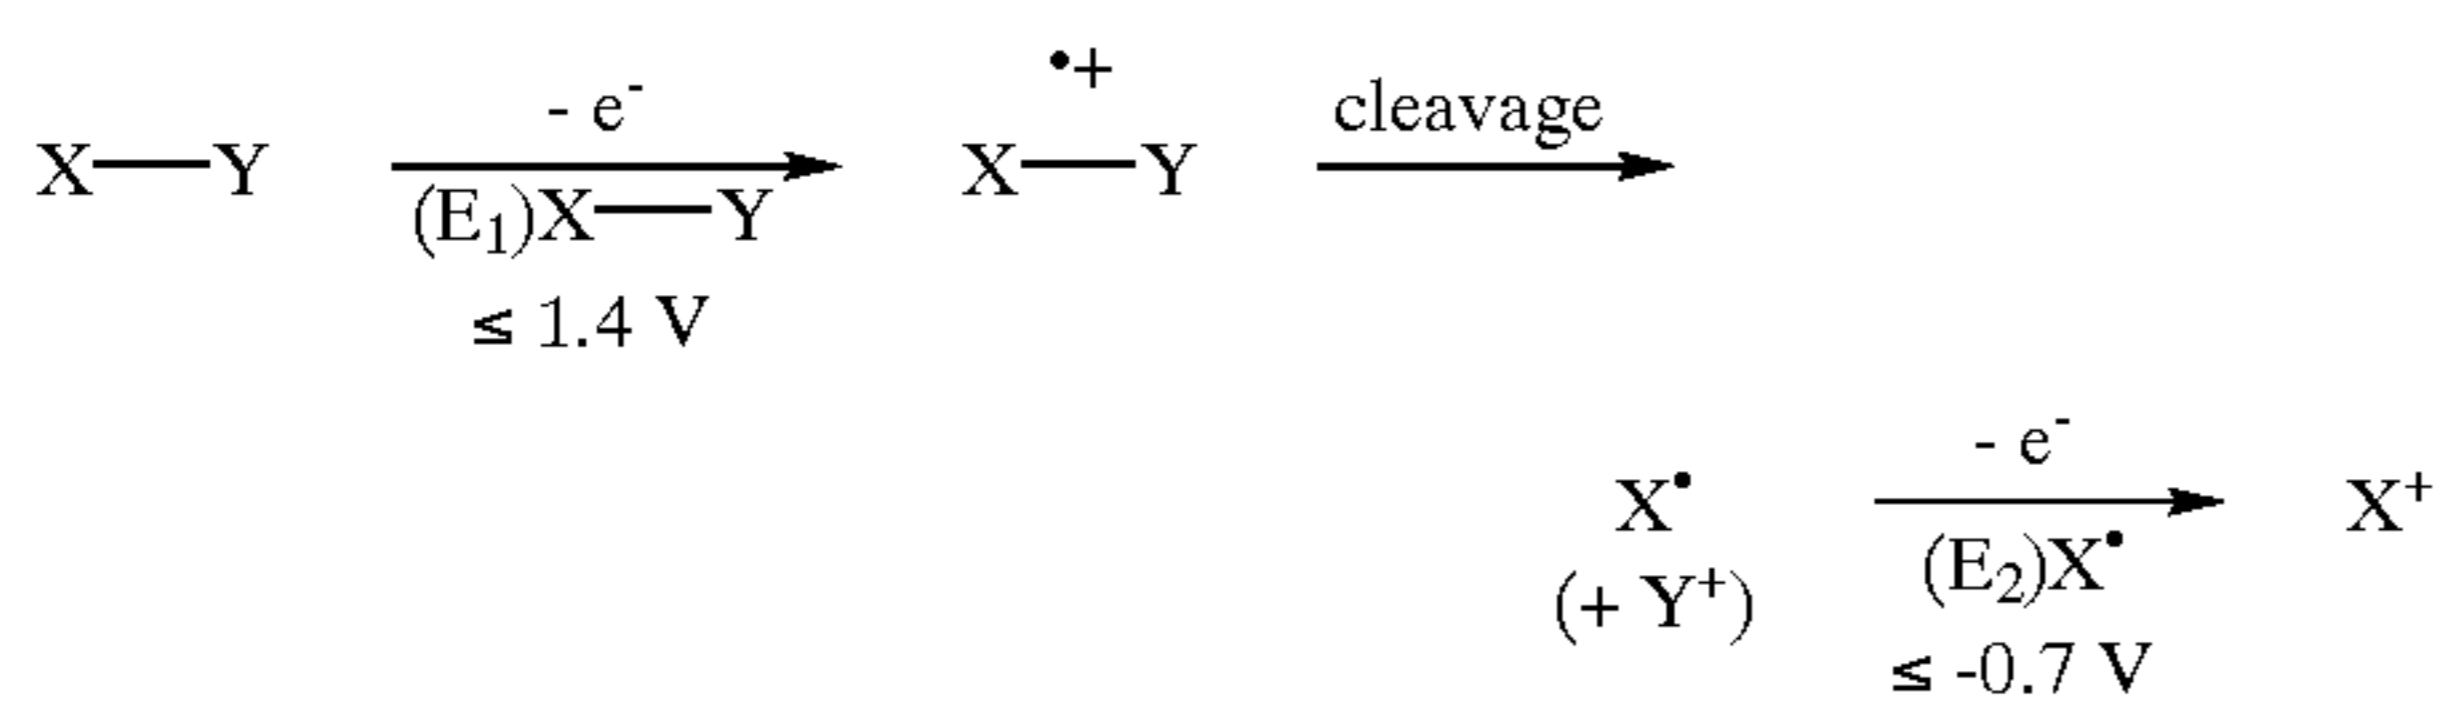 X—Y - e⁻ X—Y•+ cleavage
(E₁)X—Y
≤ 1.4 V
X• - e⁻ X⁺
(+ Y⁺) (E₂)X•
≤ -0.7 V